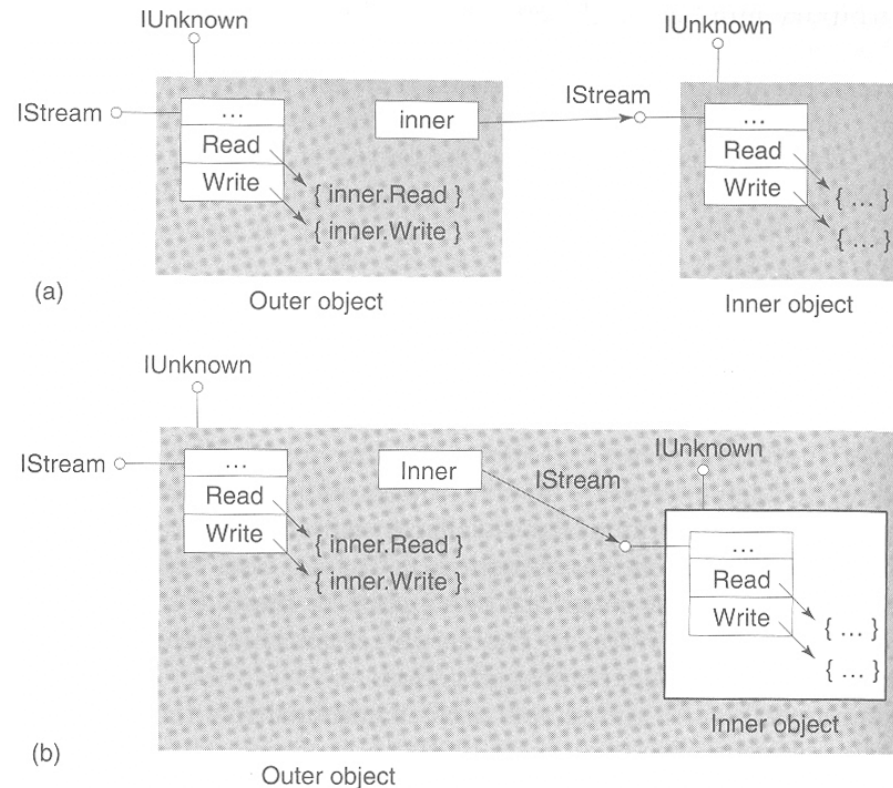 IUnknown
IUnknown
IStream
IStream
...
inner
...
Read
Read
Write
Write
{ inner.Read }
{ ... }
{ inner.Write }
{ ... }
(a)
Outer object
Inner object
IUnknown
IUnknown
IStream
...
Inner
IStream
Read
Write
{ inner.Read }
...
{ inner.Write }
Read
Write
{ ... }
{ ... }
Inner object
(b)
Outer object